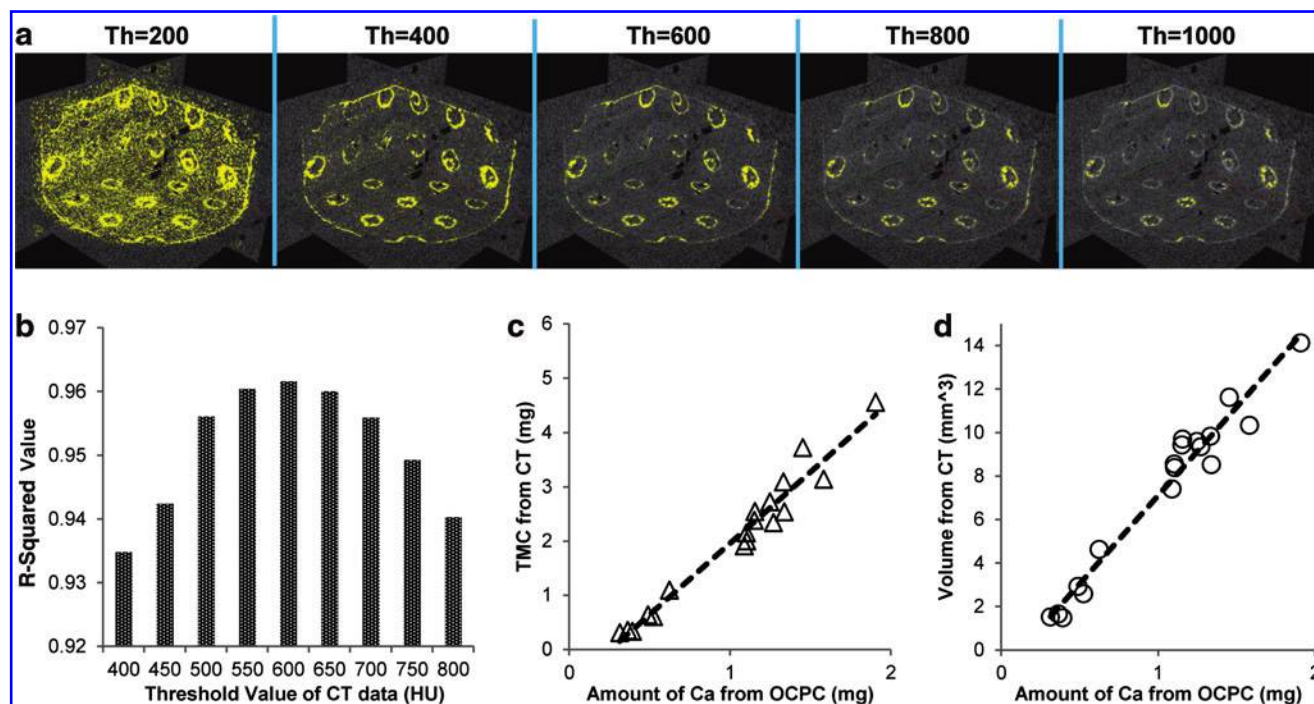 a
Th=200
Th=400
Th=600
Th=800
Th=1000
b
R-Squared Value
0.97
0.96
0.95
0.94
0.93
0.92
400 450 500 550 600 650 700 750 800
Threshold Value of CT data (HU)
c
TMC from CT (mg)
6
5
4
3
2
1
0
0 1 2
Amount of Ca from OCPC (mg)
d
Volume from CT (mm^3)
14
12
10
8
6
4
2
0
0 1 2
Amount of Ca from OCPC (mg)